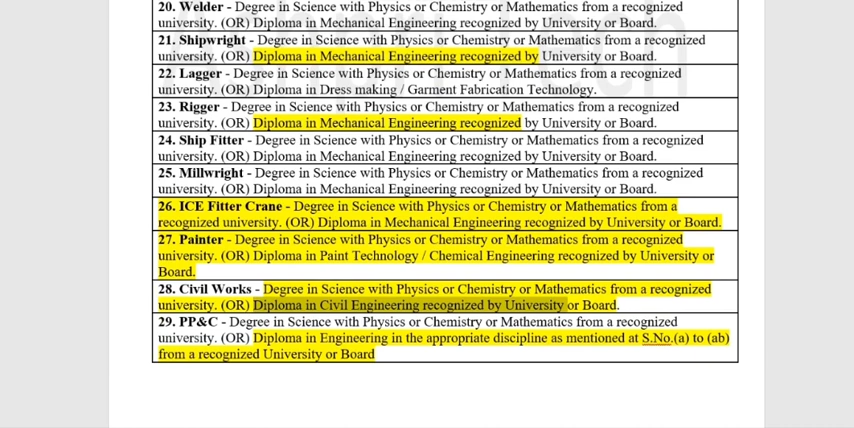 20. Welder - Degree in Science with Physics or Chemistry or Mathematics from a recognized
university. (OR) Diploma in Mechanical Engineering recognized by University or Board.
21. Shipwright - Degree in Science with Physics or Chemistry or Mathematics from a recognized
university. (OR) Diploma in Mechanical Engineering recognized by University or Board.
22. Lagger - Degree in Science with Physics or Chemistry or Mathematics from a recognized
university. (OR) Diploma in Dress making / Garment Fabrication Technology.
23. Rigger - Degree in Science with Physics or Chemistry or Mathematics from a recognized
university. (OR) Diploma in Mechanical Engineering recognized by University or Board.
24. Ship Fitter - Degree in Science with Physics or Chemistry or Mathematics from a recognized
university. (OR) Diploma in Mechanical Engineering recognized by University or Board.
25. Millwright - Degree in Science with Physics or Chemistry or Mathematics from a recognized
university. (OR) Diploma in Mechanical Engineering recognized by University or Board.
26. ICE Fitter Crane - Degree in Science with Physics or Chemistry or Mathematics from a
recognized university. (OR) Diploma in Mechanical Engineering recognized by University or Board.
27. Painter - Degree in Science with Physics or Chemistry or Mathematics from a recognized
university. (OR) Diploma in Paint Technology / Chemical Engineering recognized by University or
Board.
28. Civil Works - Degree in Science with Physics or Chemistry or Mathematics from a recognized
university. (OR) Diploma in Civil Engineering recognized by University or Board.
29. PP&C - Degree in Science with Physics or Chemistry or Mathematics from a recognized
university. (OR) Diploma in Engineering in the appropriate discipline as mentioned at S.No.(a) to (ab)
from a recognized University or Board